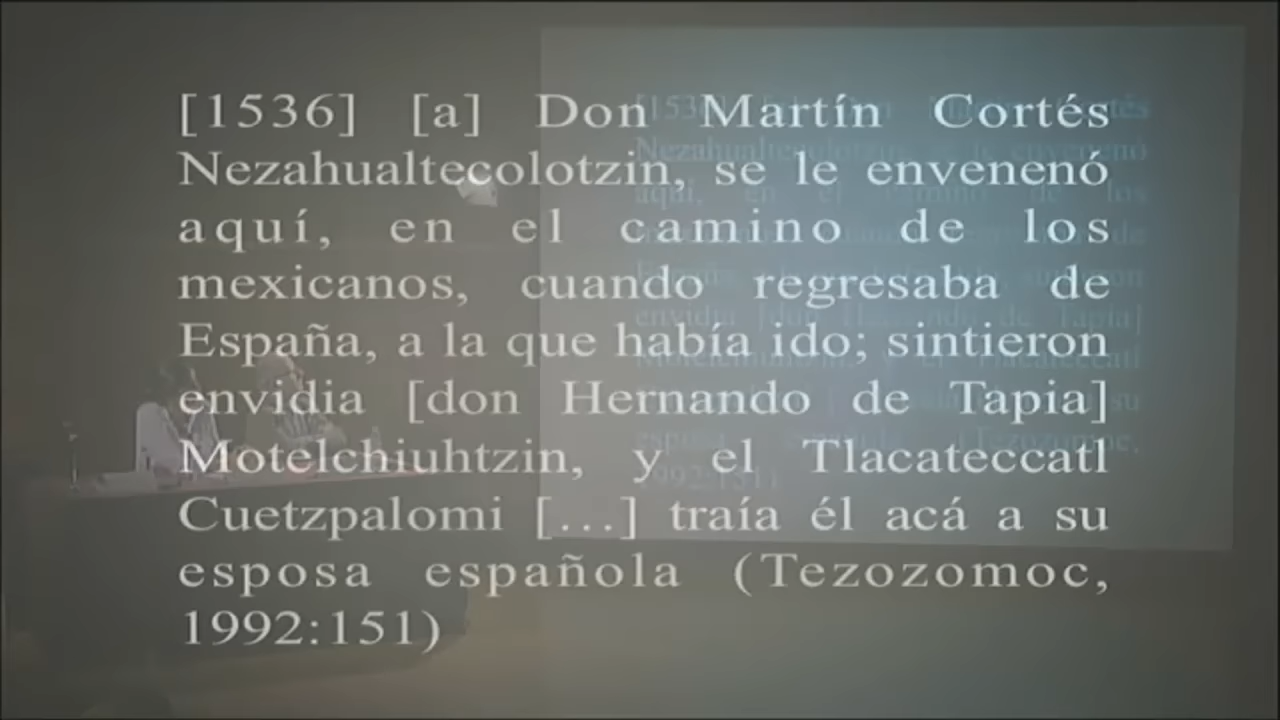 [1536] [a] Don Martín Cortés
Nezahualtecolotzin, se le envenenó
aquí, en el camino de los
mexicanos, cuando regresaba de
España, a la que había ido; sintieron
envidia [don Hernando de Tapia]
Motelchiuhtzin, y el Tlacateccatl
Cuetzpalomi […] traía él acá a su
esposa española (Tezozomoc,
1992:151)